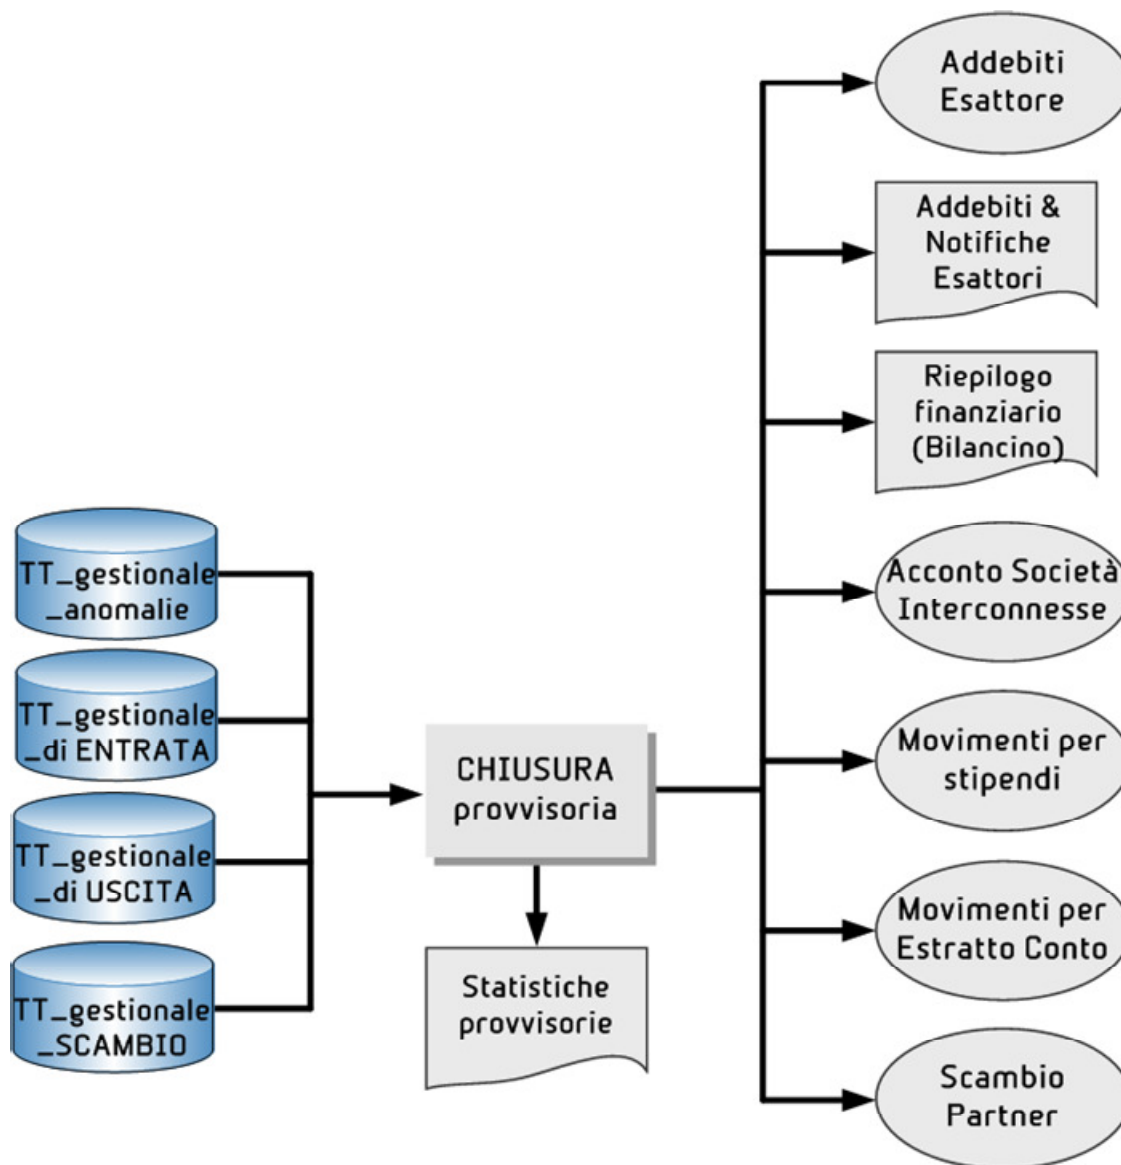 Addebiti
Esattore
Addebiti &
Notifiche
Esattori
Riepilogo
finanziario
(Bilancino)
TT_gestionale
_anomalie
Acconto Società
Interconnesse
TT_gestionale
_di ENTRATA
CHIUSURA
provvisoria
Movimenti per
stipendi
TT_gestionale
_di USCITA
Movimenti per
Estratto Conto
TT_gestionale
_SCAMBIO
Statistiche
provvisorie
Scambio
Partner